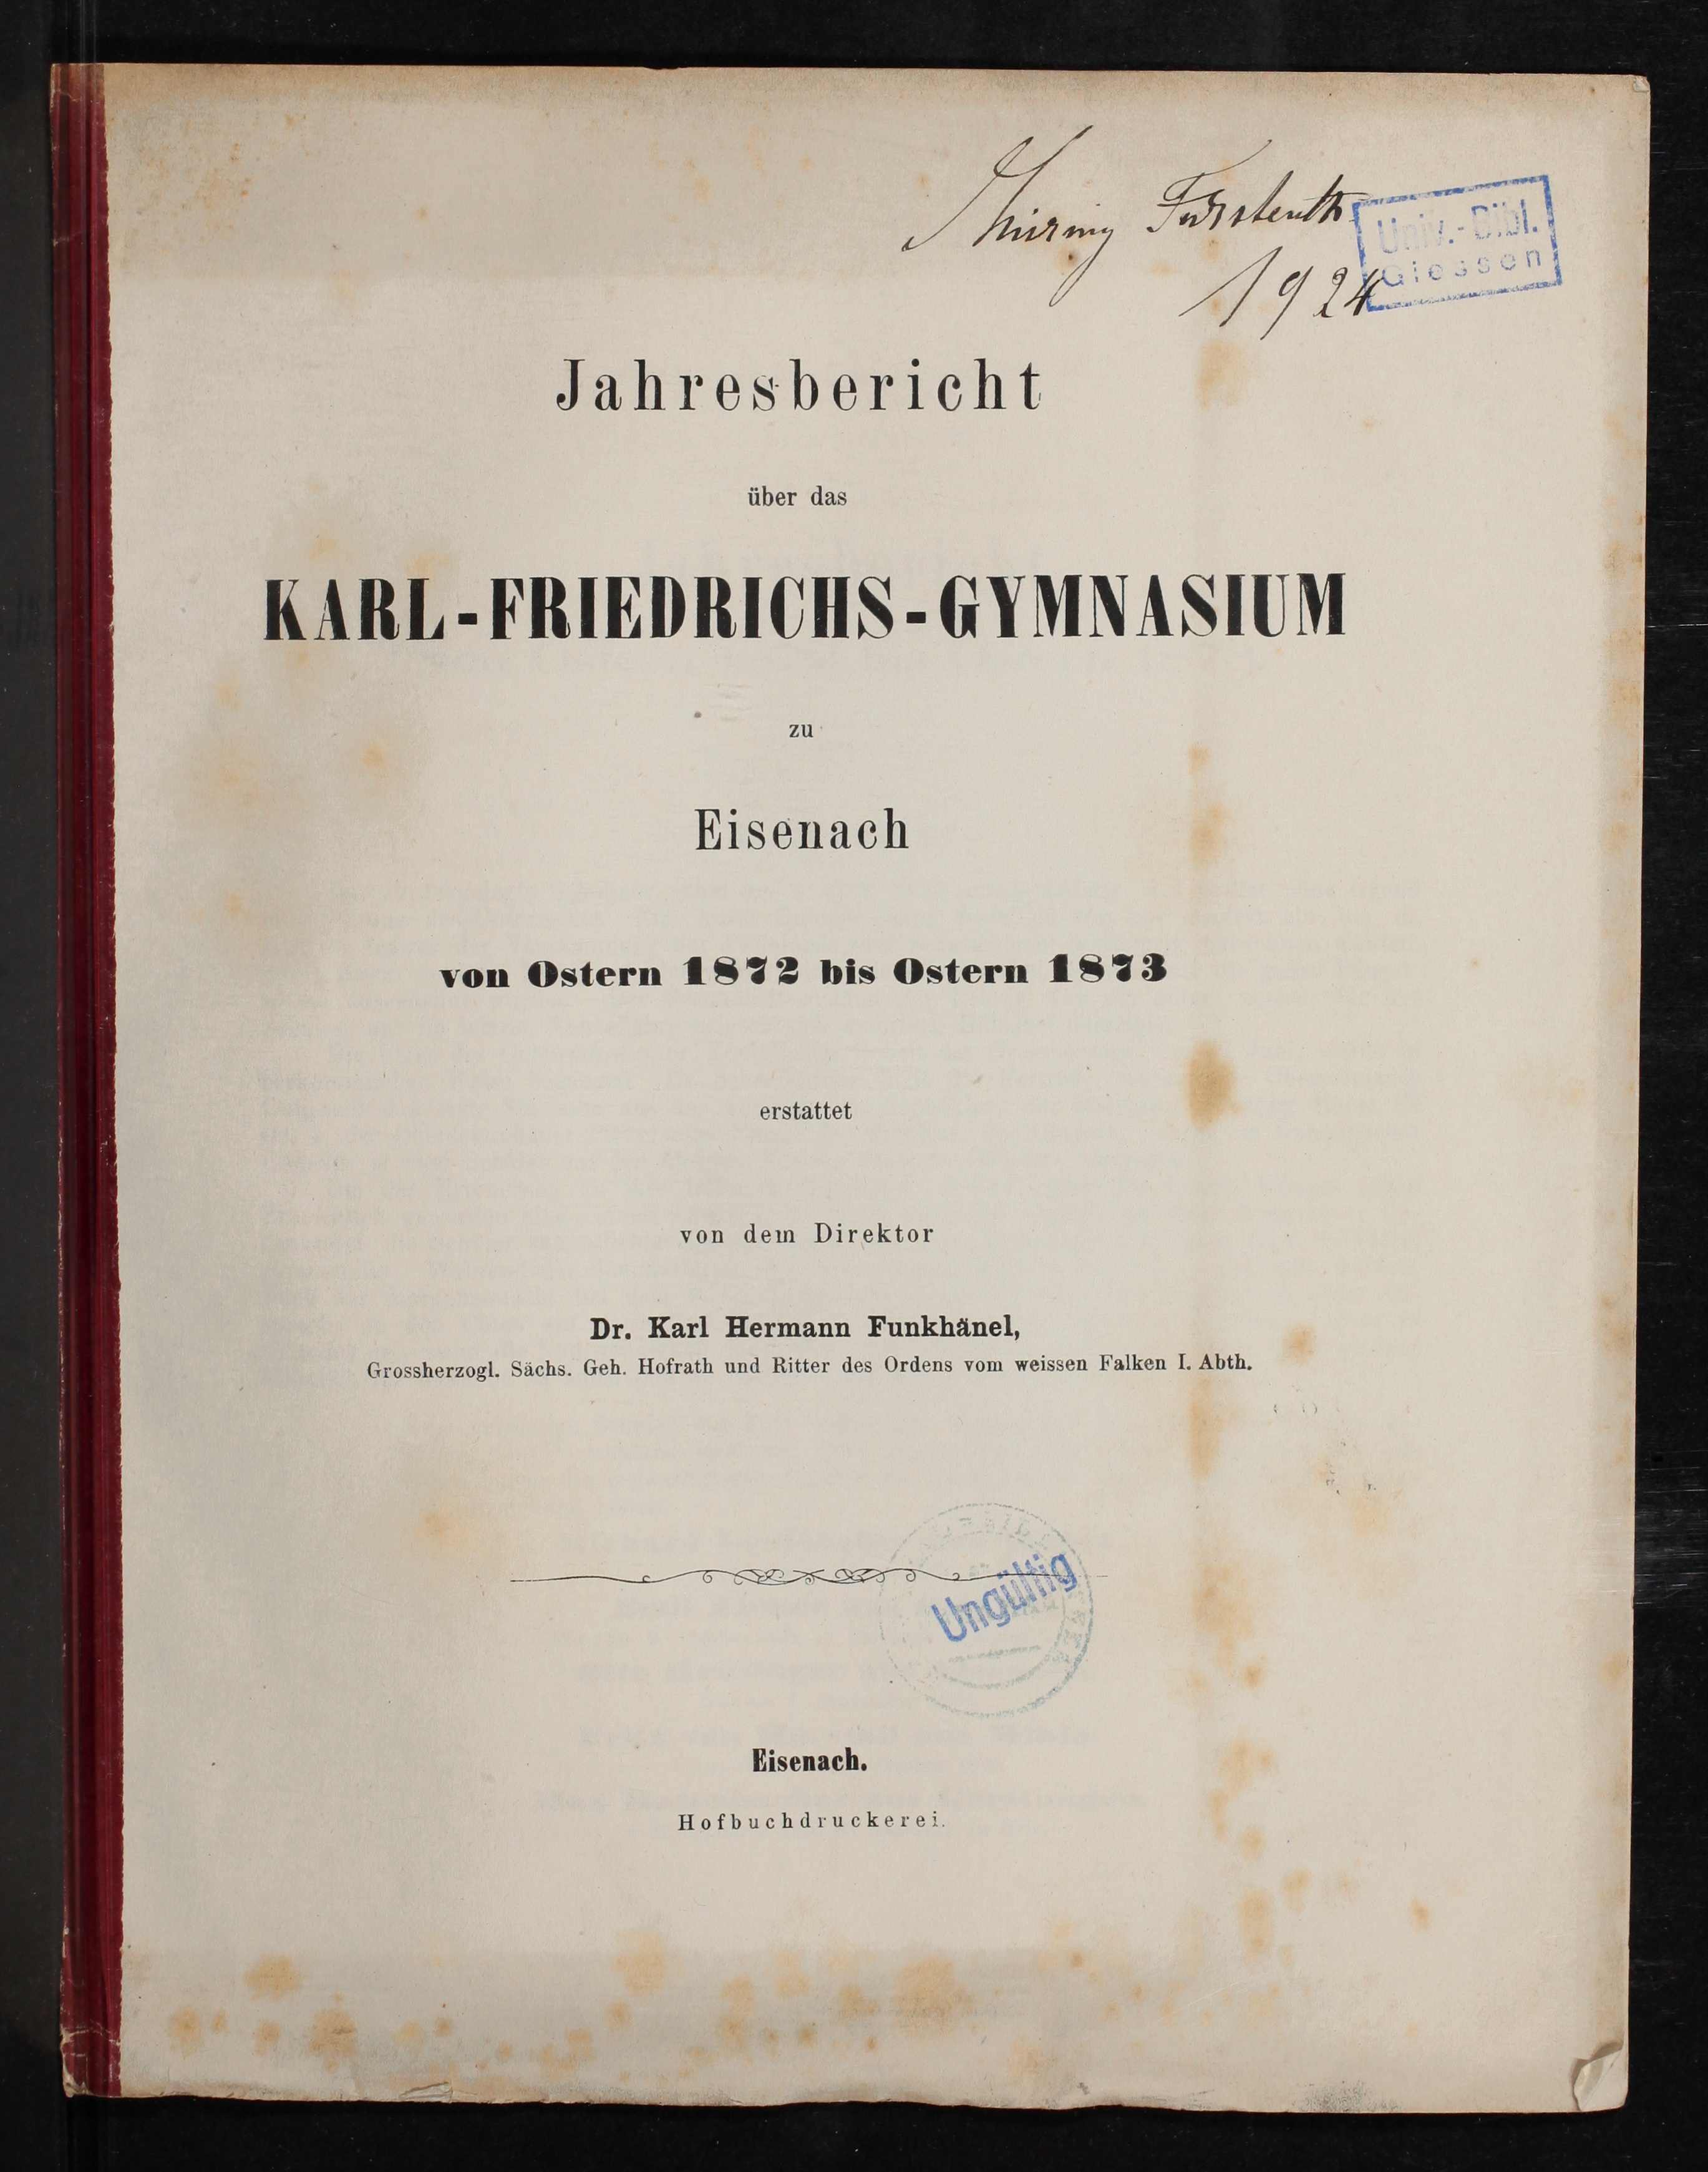 Thüring Fürstenth.
Univ.-Bibl.
Giessen
1924
Jahresbericht
über das
KARL-FRIEDRICHS-GYMNASIUM
zu
Eisenach
von Ostern 1872 bis Ostern 1873
erstattet
von dem Direktor
Dr. Karl Hermann Funkhänel,
Grossherzogl. Sächs. Geh. Hofrath und Ritter des Ordens vom weissen Falken I. Abth.
Ungültig
Eisenach.
Hofbuchdruckerei.